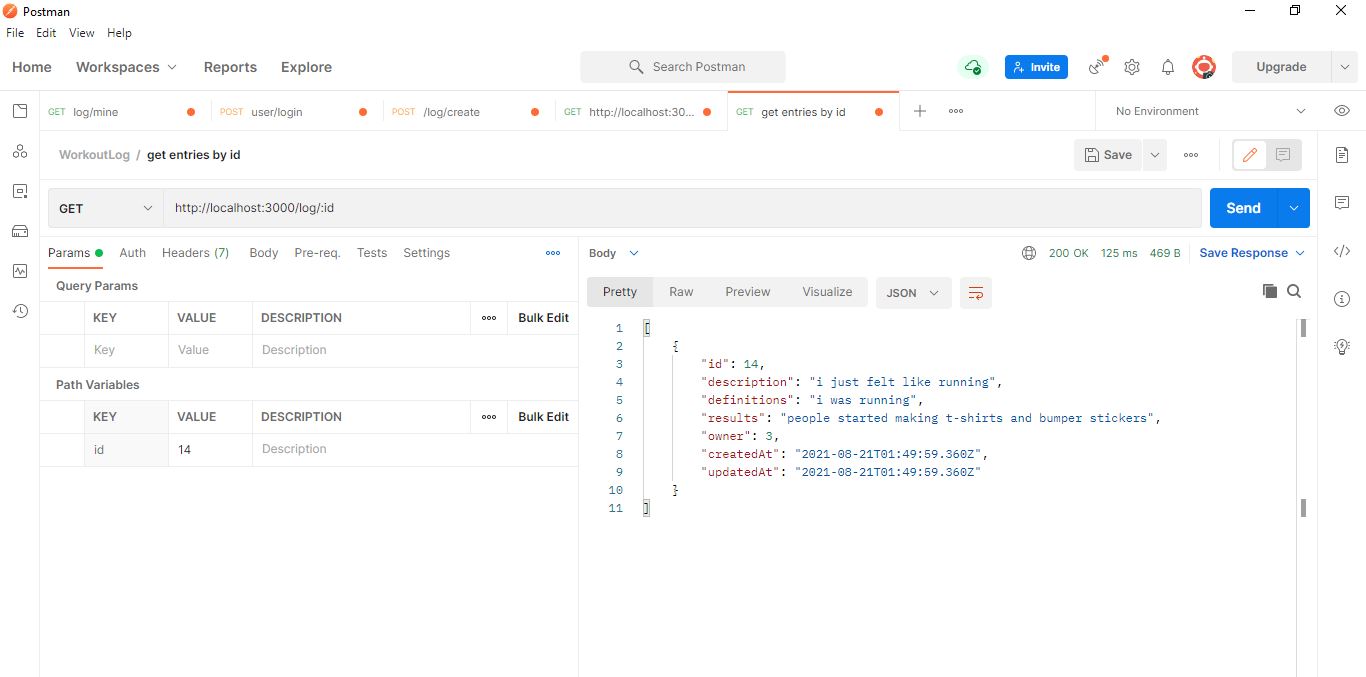 Postman
File Edit View Help
Home Workspaces Reports Explore Search Postman Invite Upgrade
GET log/mine POST user/login POST /log/create GET http://localhost:30... GET get entries by id No Environment
WorkoutLog / get entries by id Save
GET http://localhost:3000/log/:id Send
Params Auth Headers (7) Body Pre-req. Tests Settings
Query Params
KEY VALUE DESCRIPTION Bulk Edit
Key Value Description
Path Variables
KEY VALUE DESCRIPTION Bulk Edit
id 14 Description
Body 200 OK 125 ms 469 B Save Response
Pretty Raw Preview Visualize JSON
1 [
2 {
3 "id": 14,
4 "description": "i just felt like running",
5 "definitions": "i was running",
6 "results": "people started making t-shirts and bumper stickers",
7 "owner": 3,
8 "createdAt": "2021-08-21T01:49:59.360Z",
9 "updatedAt": "2021-08-21T01:49:59.360Z"
10 }
11 ]